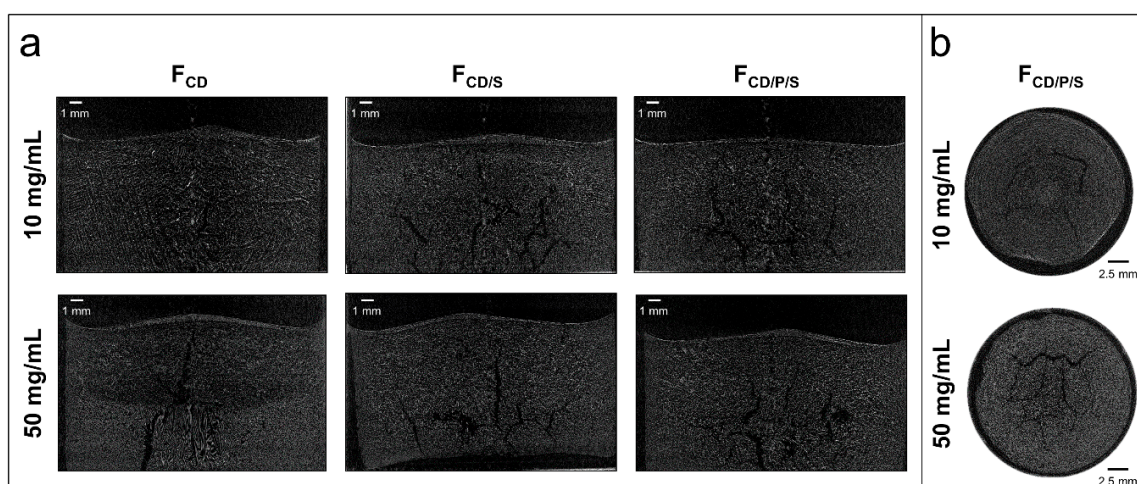 a
F_CD
F_CD/S
F_CD/P/S
10 mg/mL
1 mm
1 mm
1 mm
50 mg/mL
1 mm
1 mm
1 mm
b
F_CD/P/S
10 mg/mL
2.5 mm
50 mg/mL
2.5 mm